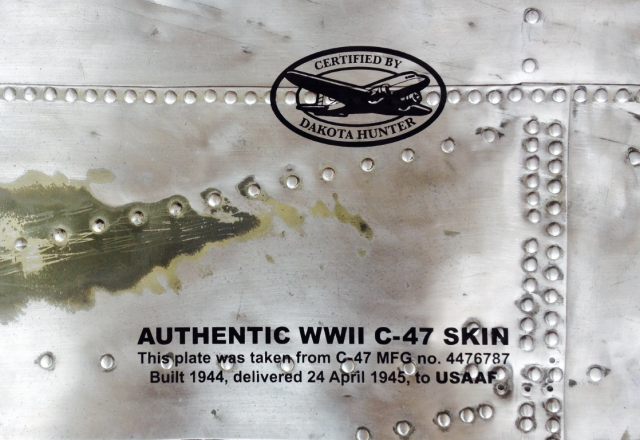 CERTIFIED BY
DAKOTA HUNTER
AUTHENTIC WWII C-47 SKIN
This plate was taken from C-47 MFG no. 4476787
Built 1944, delivered 24 April 1945, to USAAF